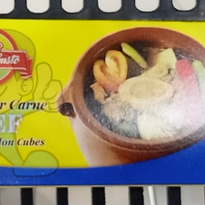 usto
r Carne
EF
lon Cubes